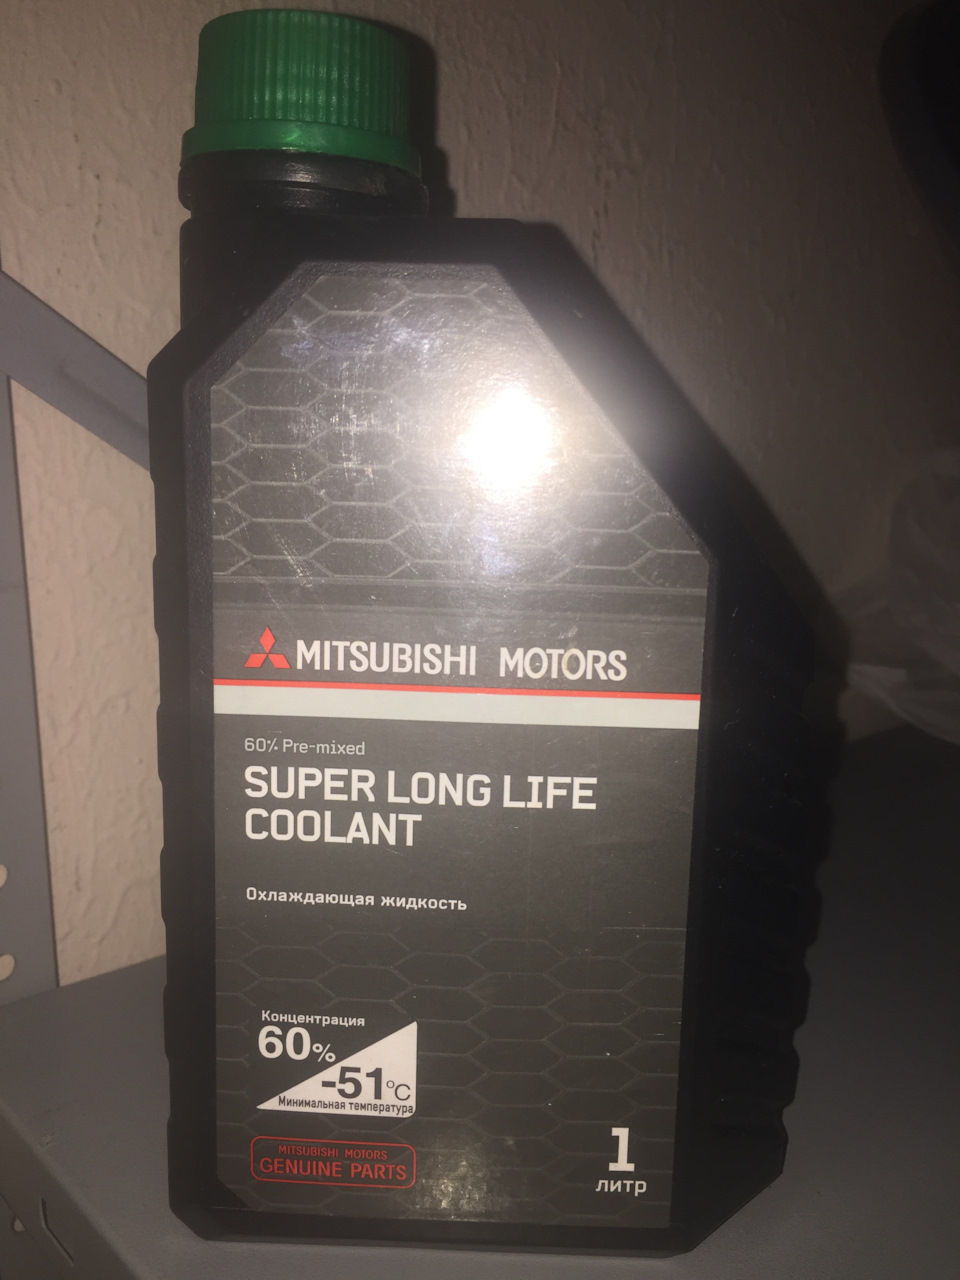 MITSUBISHI MOTORS
60% Pre-mixed
SUPER LONG LIFE
COOLANT
Охлаждающая жидкость
Концентрация
60%
-51°C
Минимальная температура
MITSUBISHI MOTORS
GENUINE PARTS
1
литр